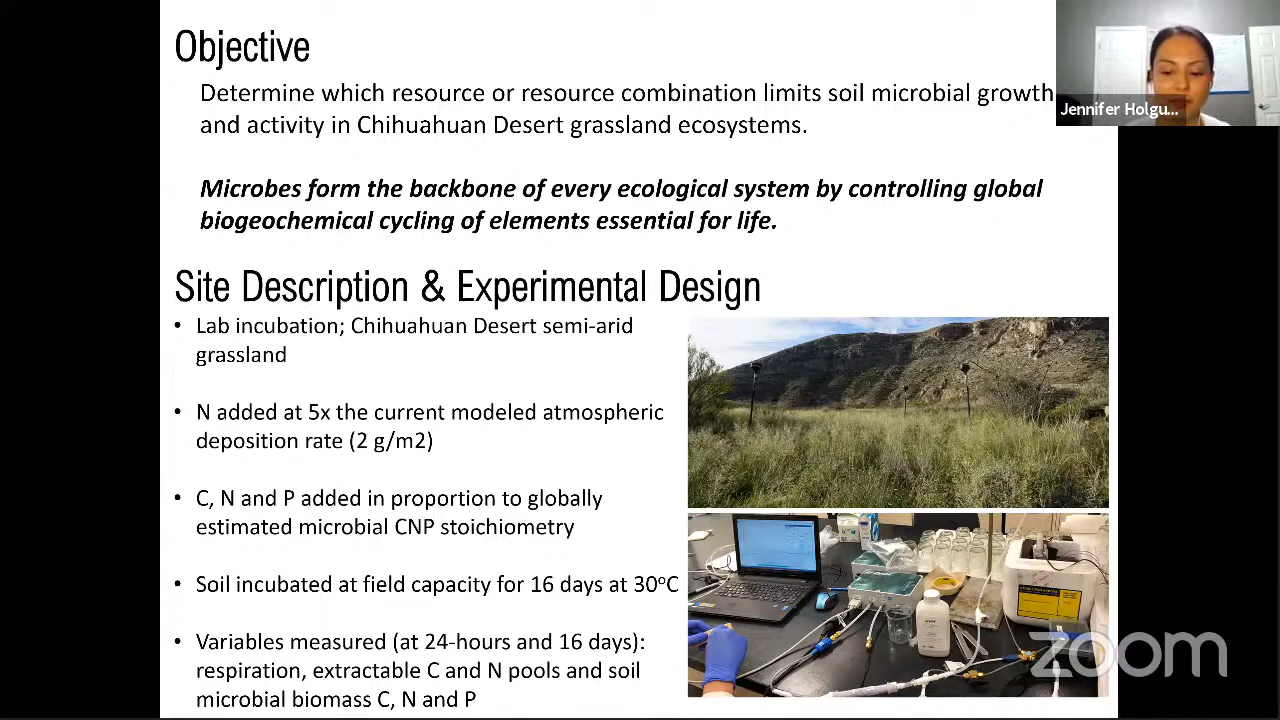 Objective
Determine which resource or resource combination limits soil microbial growth
and activity in Chihuahuan Desert grassland ecosystems.
Microbes form the backbone of every ecological system by controlling global
biogeochemical cycling of elements essential for life.
Site Description & Experimental Design
• Lab incubation; Chihuahuan Desert semi-arid
grassland
• N added at 5x the current modeled atmospheric
deposition rate (2 g/m2)
• C, N and P added in proportion to globally
estimated microbial CNP stoichiometry
• Soil incubated at field capacity for 16 days at 30°C
• Variables measured (at 24-hours and 16 days):
respiration, extractable C and N pools and soil
microbial biomass C, N and P
Jennifer Holgu...
zoom